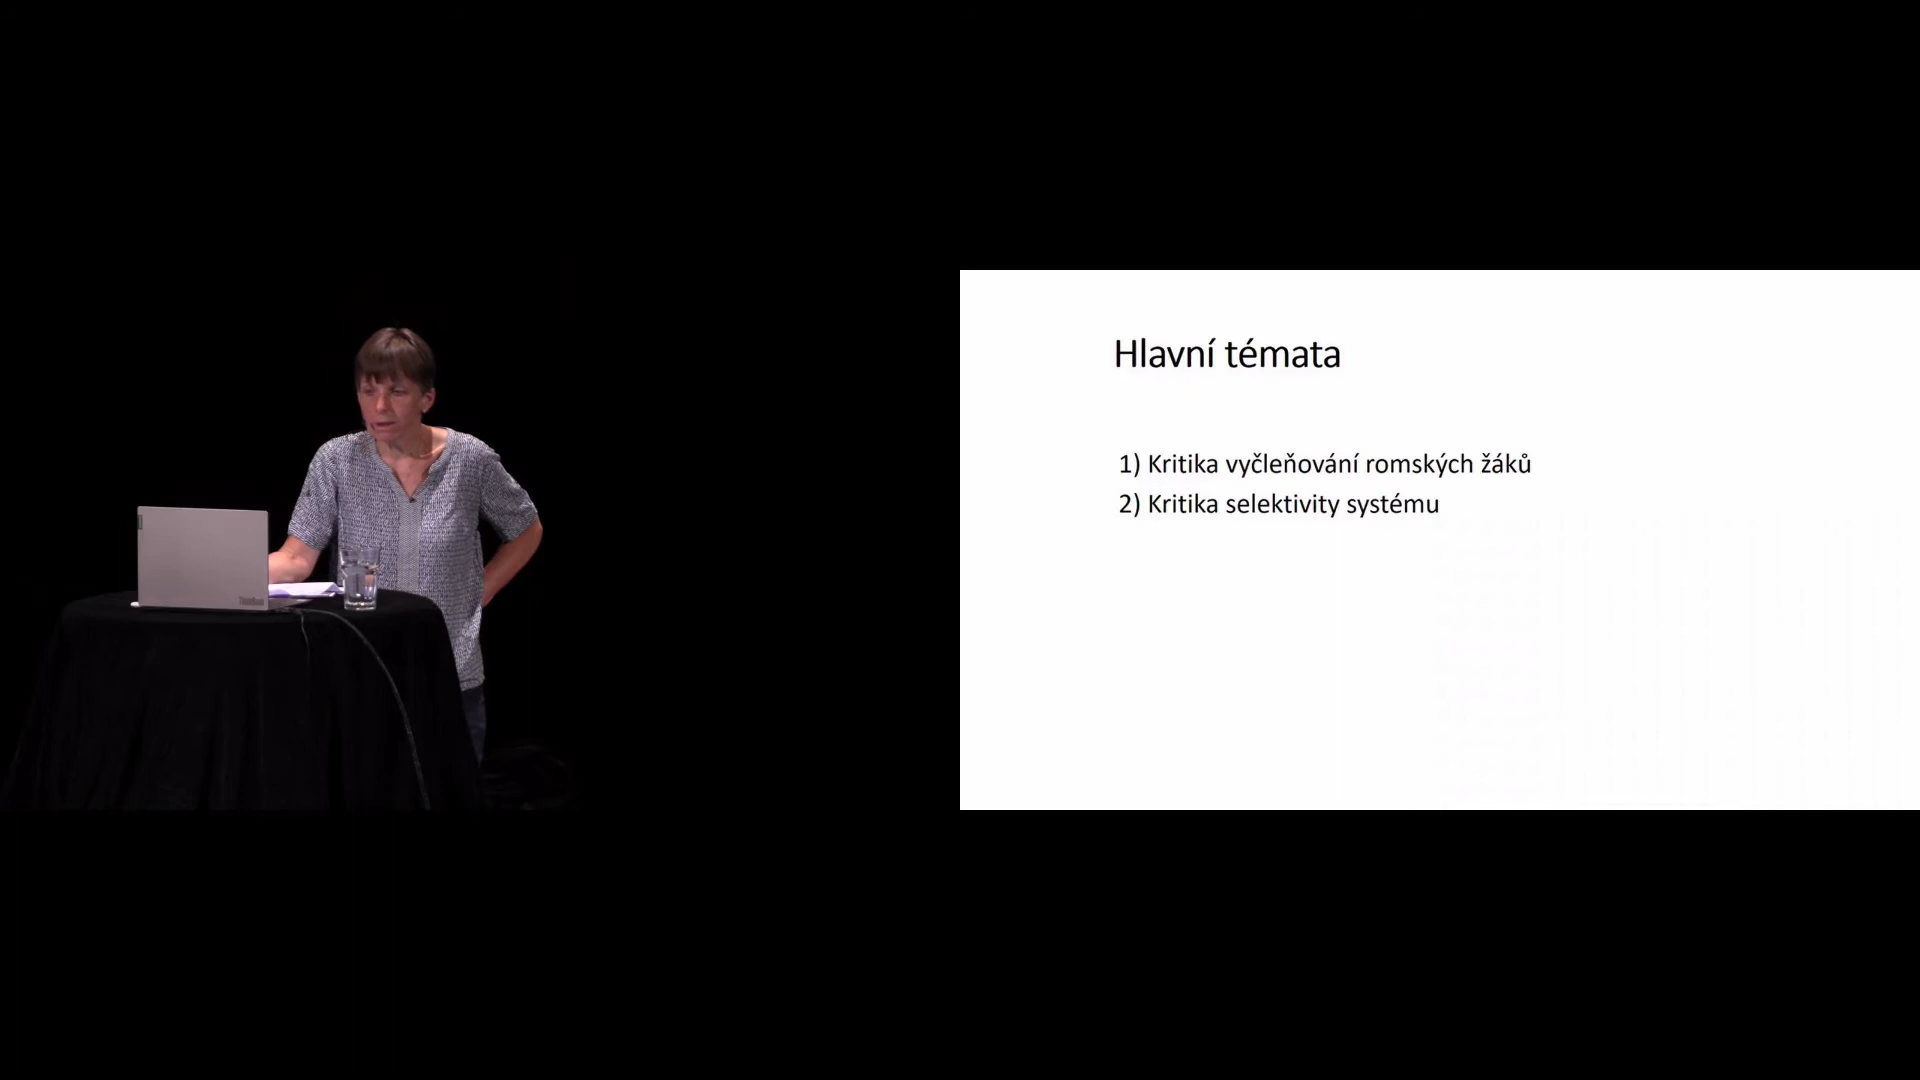 Hlavní témata
1) Kritika vyčleňování romských žáků
2) Kritika selektivity systému